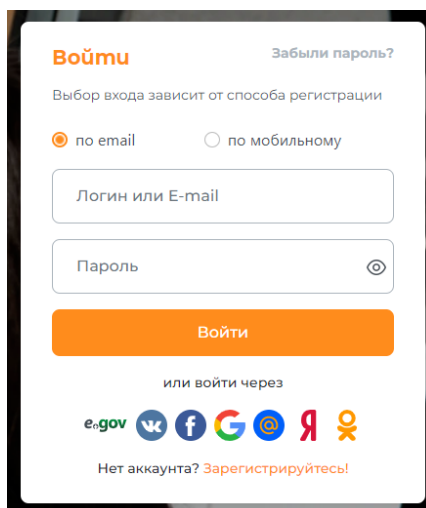 Войти
Забыли пароль?
Выбор входа зависит от способа регистрации
по email
по мобильному
Логин или E-mail
Пароль
Войти
или войти через
egov
Нет аккаунта? Зарегистрируйтесь!